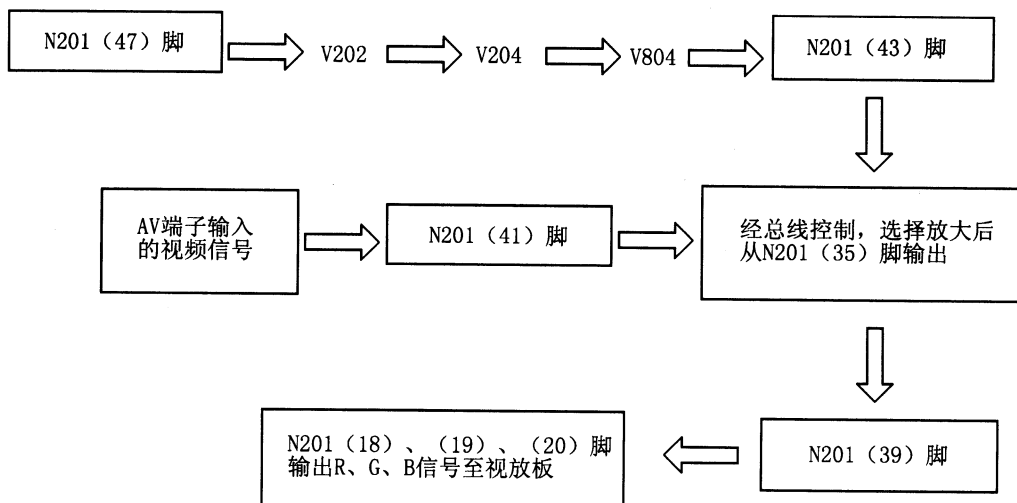 N201（47）脚
V202
V204
V804
N201（43）脚
AV端子输入
的视频信号
N201（41）脚
经总线控制，选择放大后
从N201（35）脚输出
N201（18）、（19）、（20）脚
输出R、G、B信号至视放板
N201（39）脚